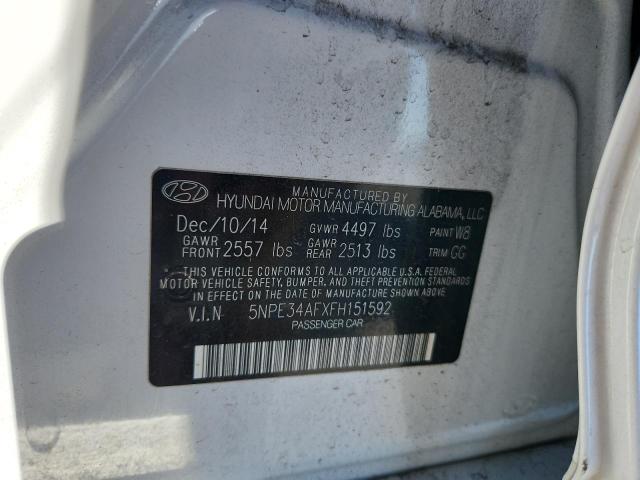 MANUFACTURED BY
HYUNDAI MOTOR MANUFACTURING ALABAMA, LLC
Dec/10/14 GVWR 4497 lbs PAINT W8
GAWR FRONT 2557 lbs GAWR REAR 2513 lbs TRIM GG
THIS VEHICLE CONFORMS TO ALL APPLICABLE U.S.A. FEDERAL
MOTOR VEHICLE SAFETY, BUMPER, AND THEFT PREVENTION STANDARDS
IN EFFECT ON THE DATE OF MANUFACTURE SHOWN ABOVE.
V.I.N 5NPE34AFXFH151592
PASSENGER CAR